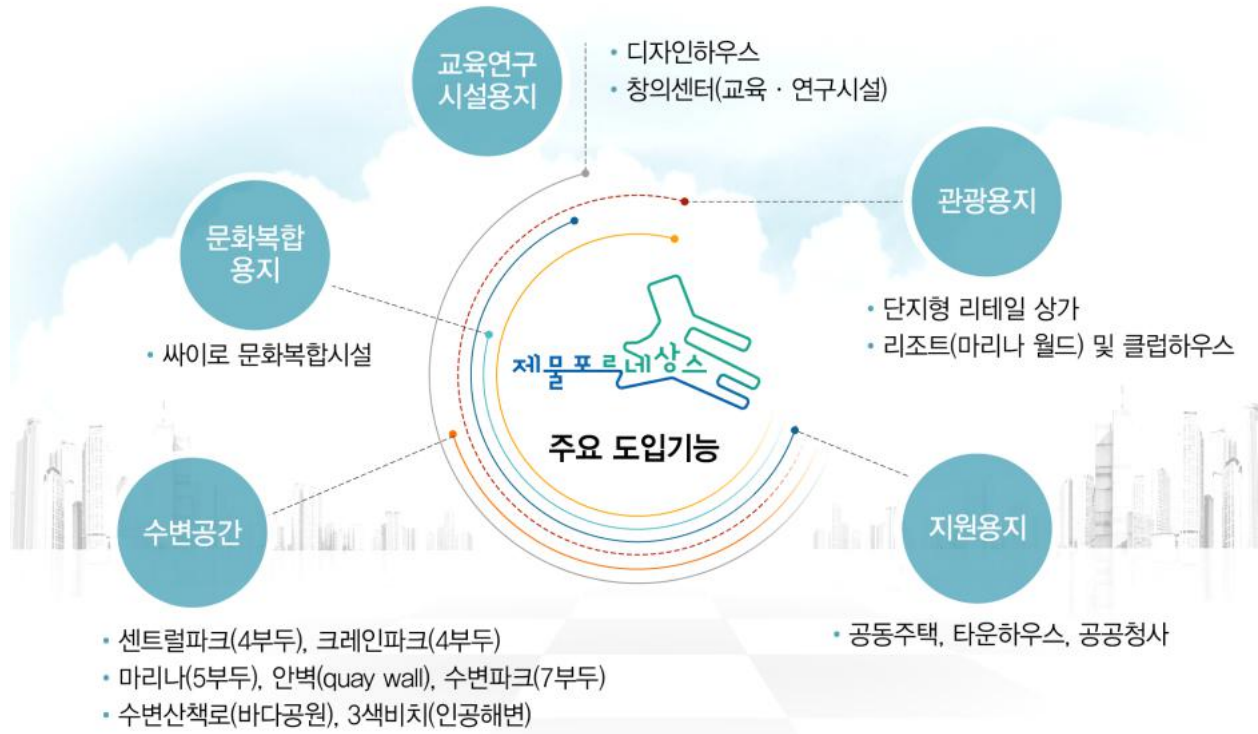 교육연구
시설용지
• 디자인하우스
• 창의센터(교육 · 연구시설)
문화복합
용지
• 싸이로 문화복합시설
관광용지
• 단지형 리테일 상가
• 리조트(마리나 월드) 및 클럽하우스
제물포르네상스
주요 도입기능
수변공간
• 센트럴파크(4부두), 크레인파크(4부두)
• 마리나(5부두), 안벽(quay wall), 수변파크(7부두)
• 수변산책로(바다공원), 3색비치(인공해변)
지원용지
• 공동주택, 타운하우스, 공공청사